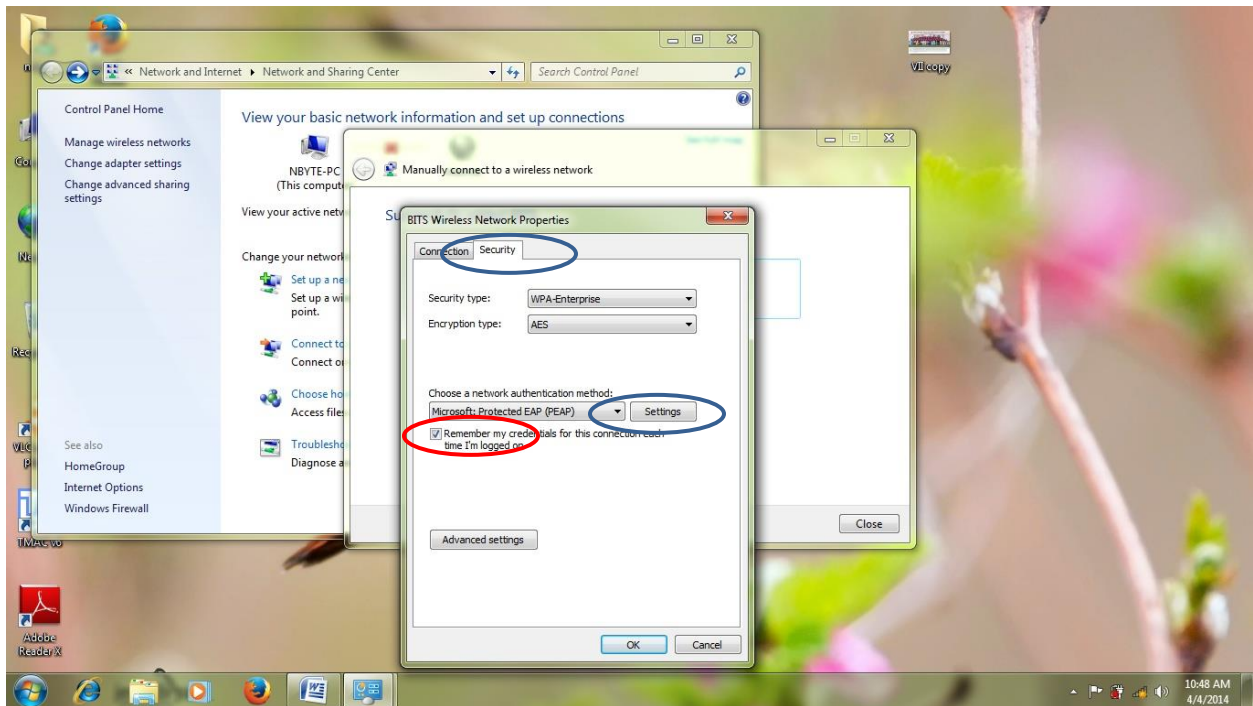 VII copy
« Network and Internet ▸ Network and Sharing Center
Search Control Panel
Control Panel Home
Manage wireless networks
Change adapter settings
Change advanced sharing
settings
See also
HomeGroup
Internet Options
Windows Firewall
View your basic network information and set up connections
NBYTE-PC
(This compute
View your active netw
Change your network
Set up a ne
Set up a wi
point.
Connect to
Connect o
Choose ho
Access files
Troublesho
Diagnose a
Manually connect to a wireless network
Su
Close
BITS Wireless Network Properties
Connection Security
Security type: WPA-Enterprise
Encryption type: AES
Choose a network authentication method:
Microsoft: Protected EAP (PEAP) Settings
Remember my credentials for this connection each
time I'm logged on
Advanced settings
OK Cancel
Adobe
Reader X
10:48 AM
4/4/2014